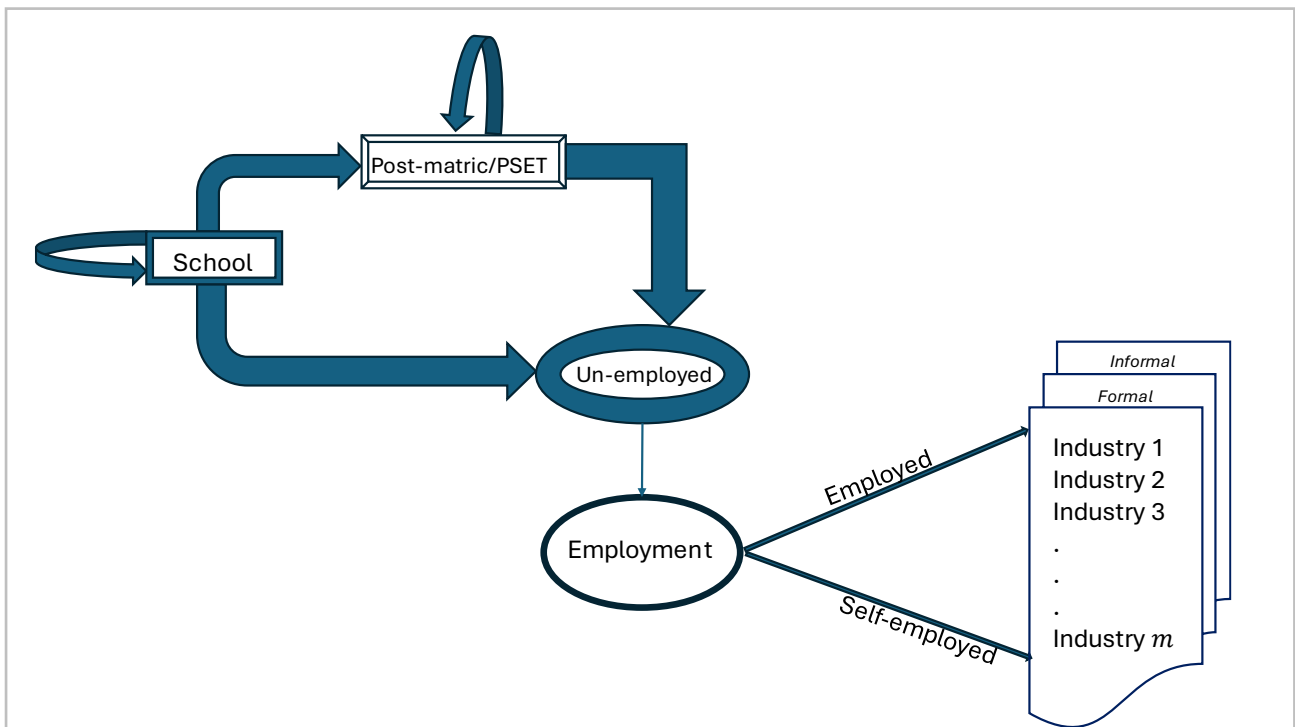 Post-matric/PSET
School
Un-employed
Informal
Formal
Industry 1
Industry 2
Industry 3
.
.
.
Industry m
Employed
Employment
Self-employed